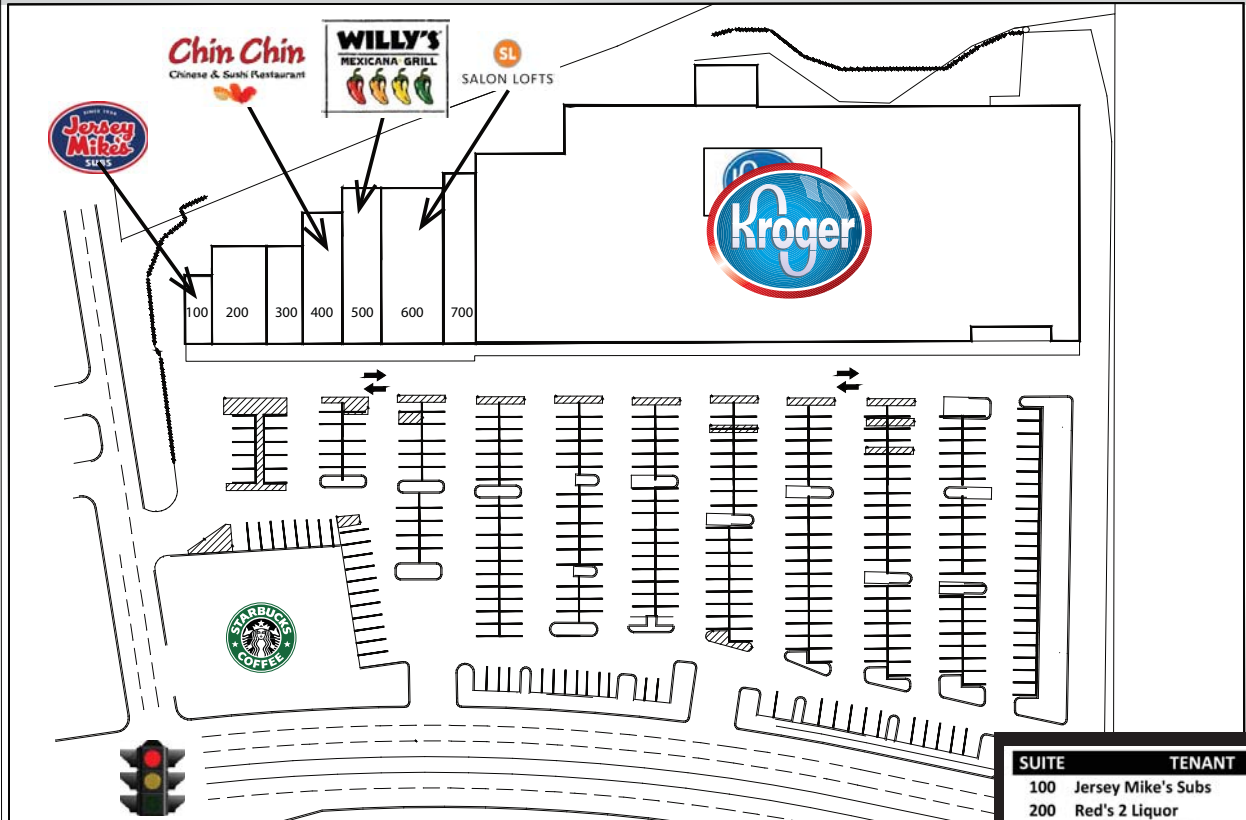 Chin Chin
Chinese & Sushi Restaurant
WILLY'S
MEXICANA GRILL
SL
SALON LOFTS
SINCE 1956
Jersey
Mike's
SUBS
Kroger
100 200 300 400 500 600 700
STARBUCKS
COFFEE
SUITE TENANT
100 Jersey Mike's Subs
200 Red's 2 Liquor